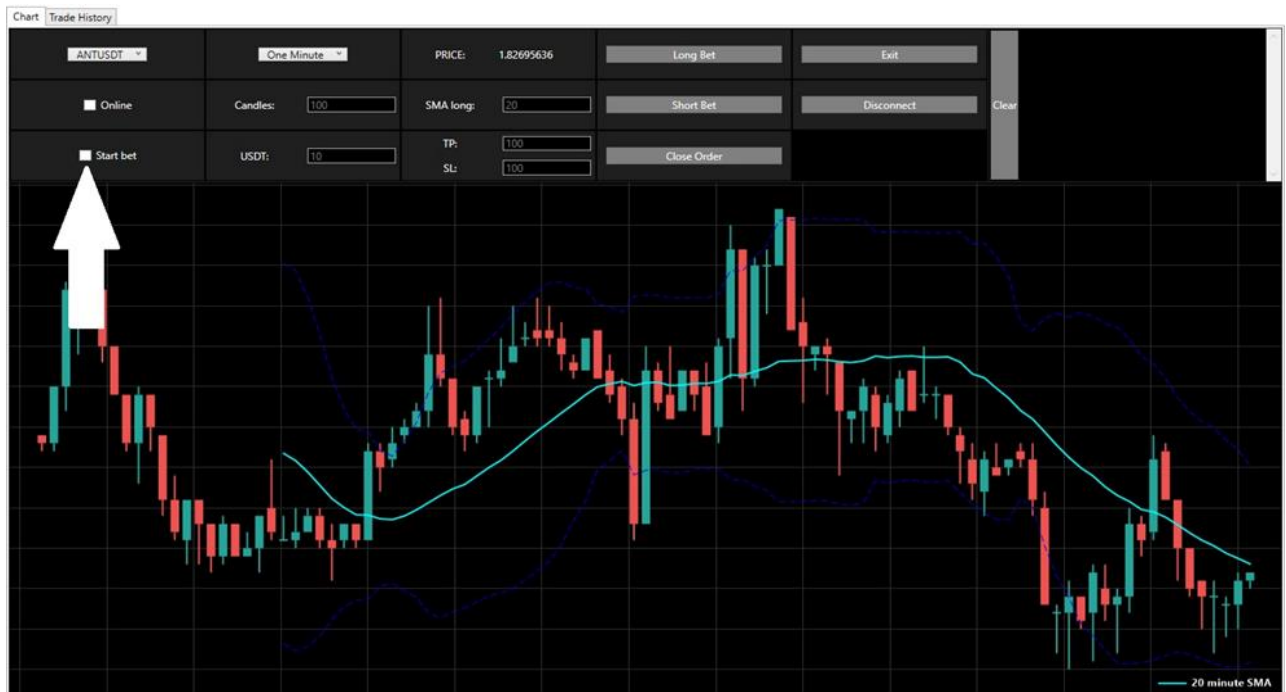 Chart Trade History
ANTUSDT One Minute PRICE: 1.82695636 Long Bet Exit
Online Candles: 100 SMA long: 20 Short Bet Disconnect Clear
Start bet USDT: 10 TP: 100 Close Order
SL: 100
20 minute SMA